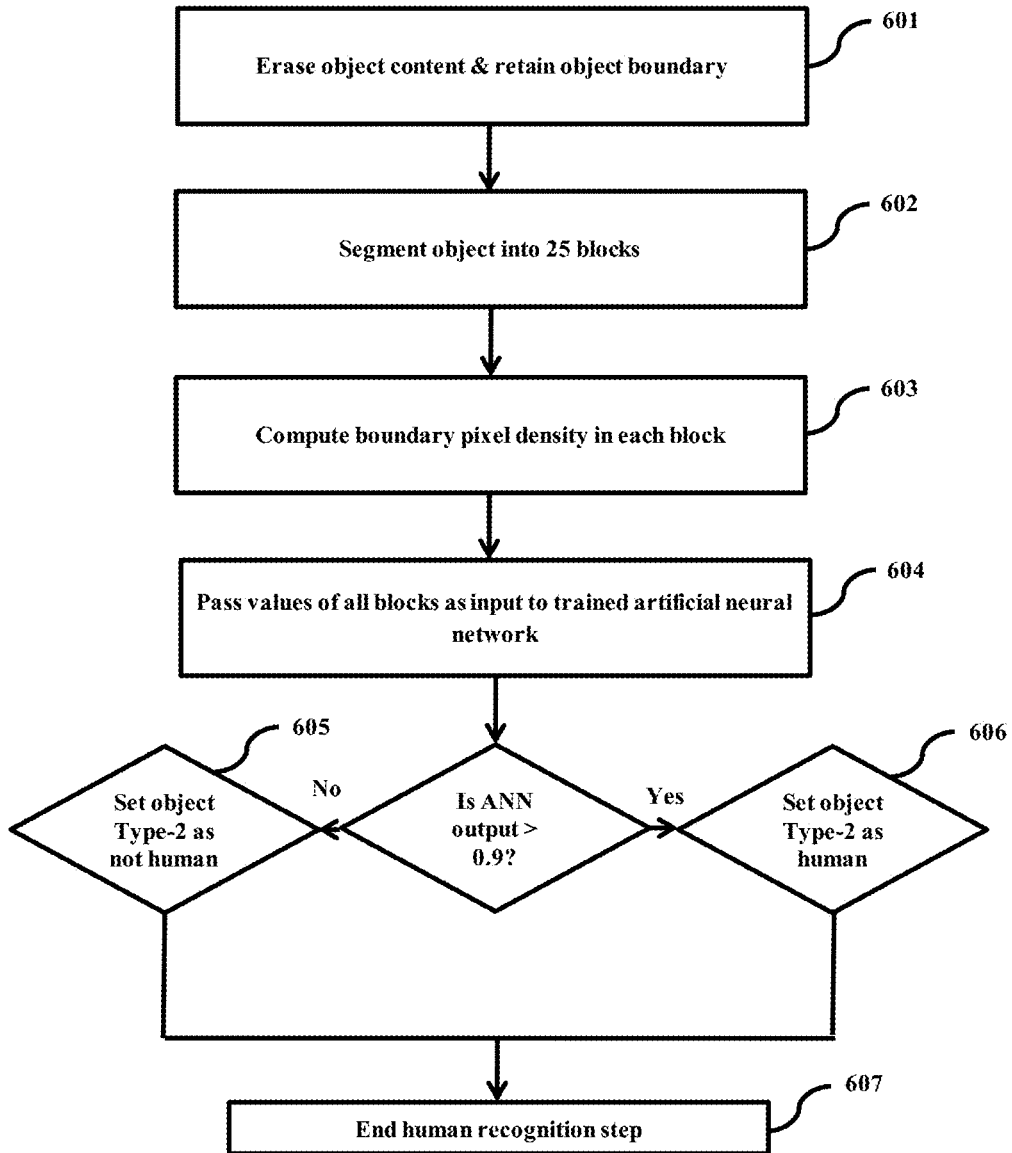 601
Erase object content & retain object boundary
602
Segment object into 25 blocks
603
Compute boundary pixel density in each block
604
Pass values of all blocks as input to trained artificial neural
network
605
606
No
Yes
Set object
Type-2 as
not human
Is ANN
output >
0.9?
Set object
Type-2 as
human
607
End human recognition step